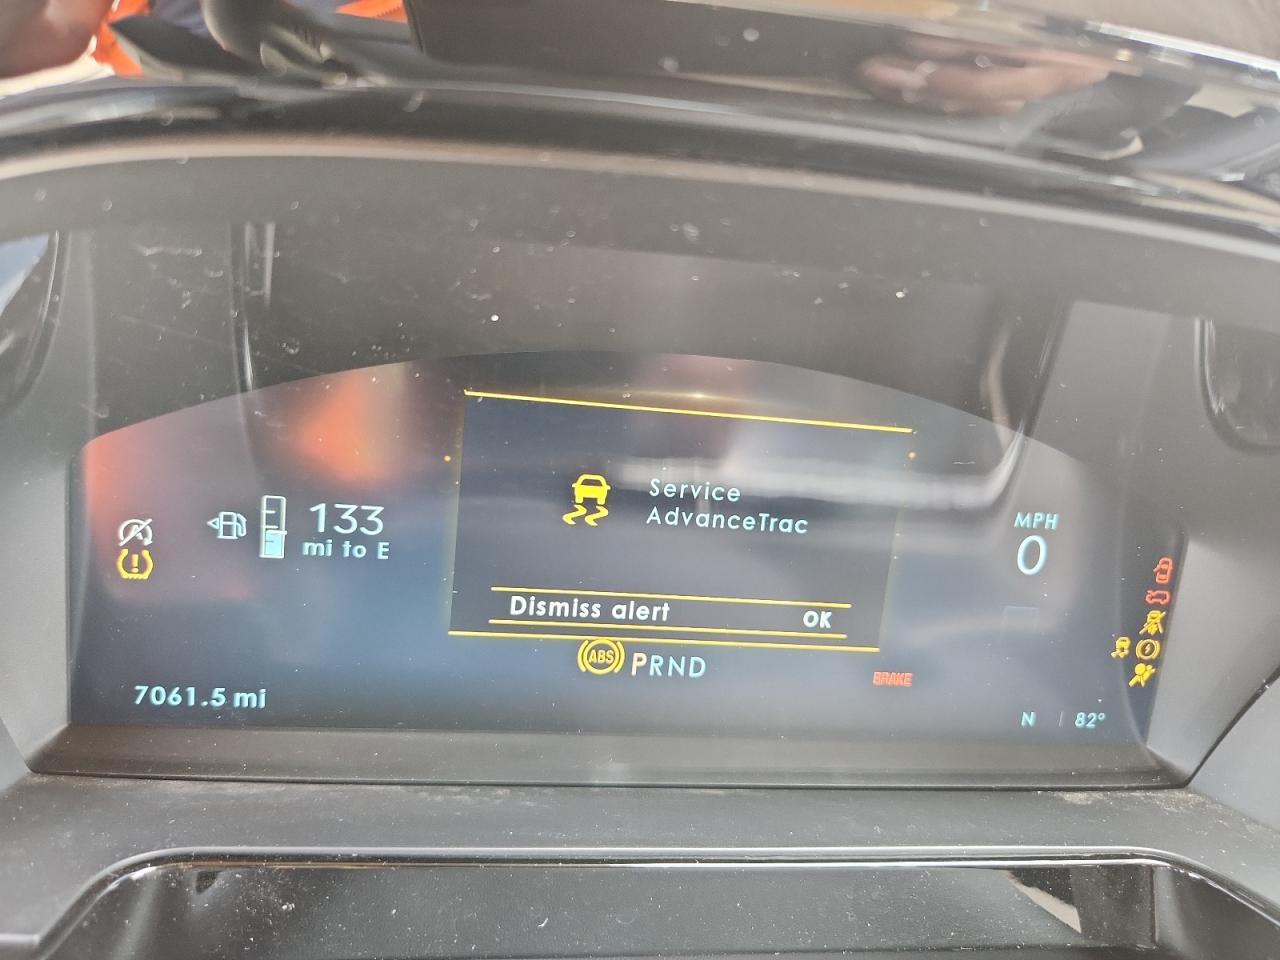 Service
AdvanceTrac
133
mi to E
MPH
0
Dismiss alert OK
ABS PRND
BRAKE
7061.5 mi
N 82°